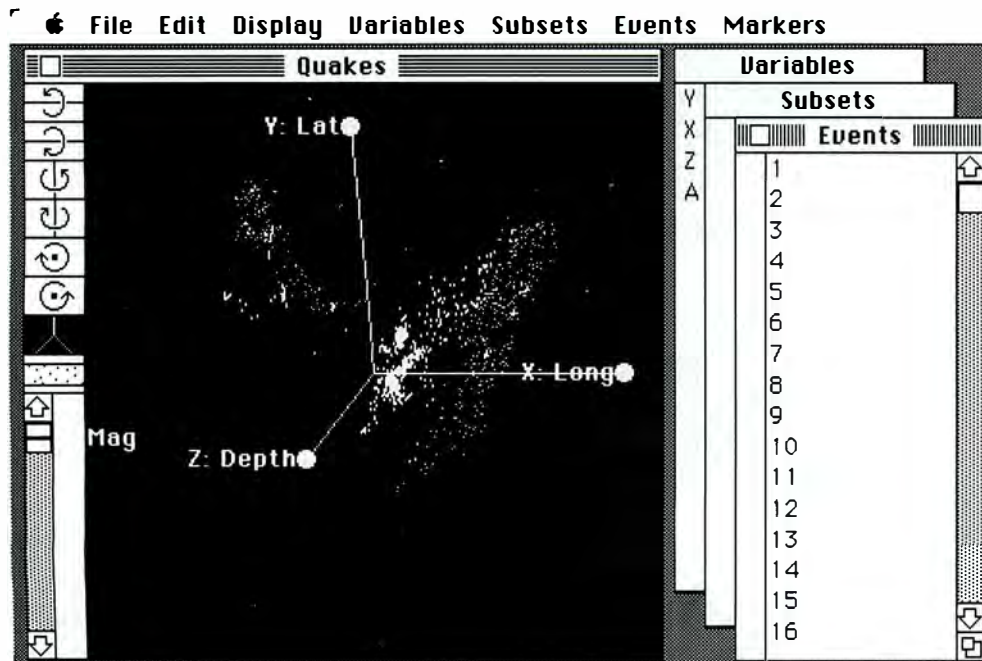 File Edit Display Variables Subsets Events Markers
Quakes
Y: Lat
X: Long
Z: Depth
Mag
Variables
Y
X
Z
A
Subsets
Events
1
2
3
4
5
6
7
8
9
10
11
12
13
14
15
16